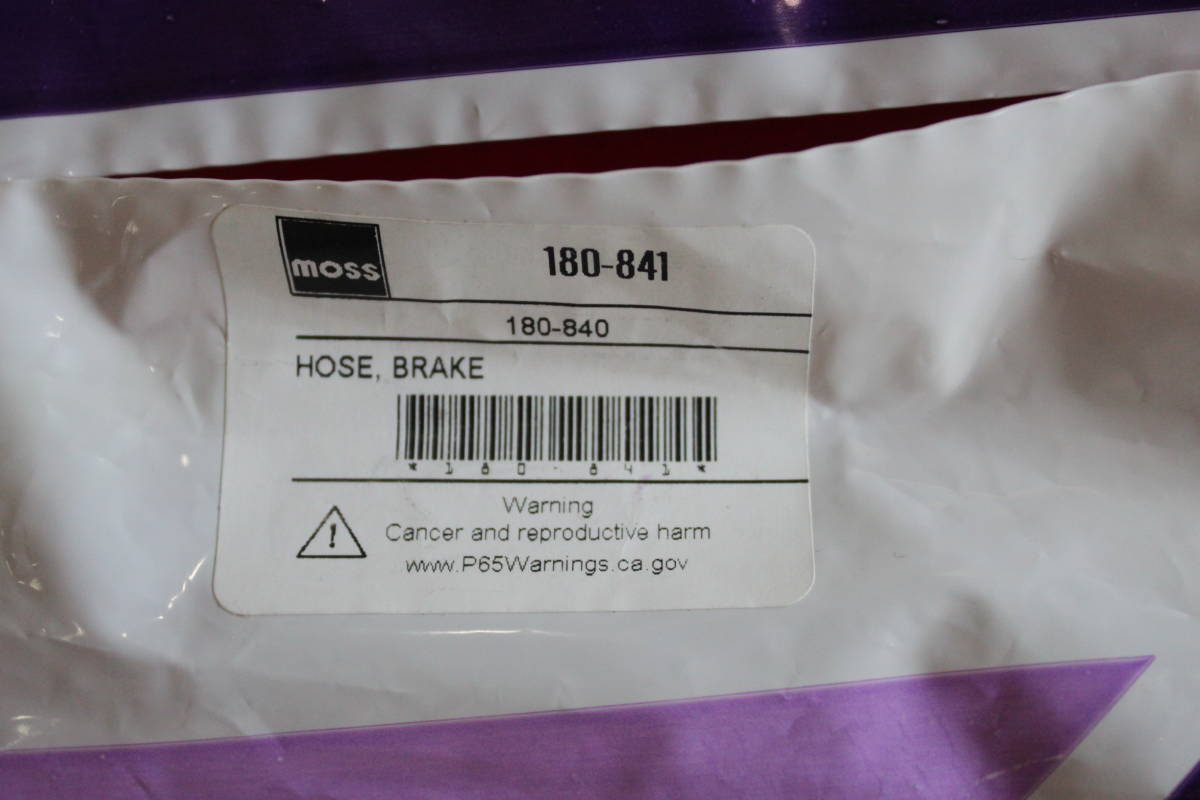 moss
180-841
180-840
HOSE, BRAKE
*180-841*
Warning
Cancer and reproductive harm
www.P65Warnings.ca.gov